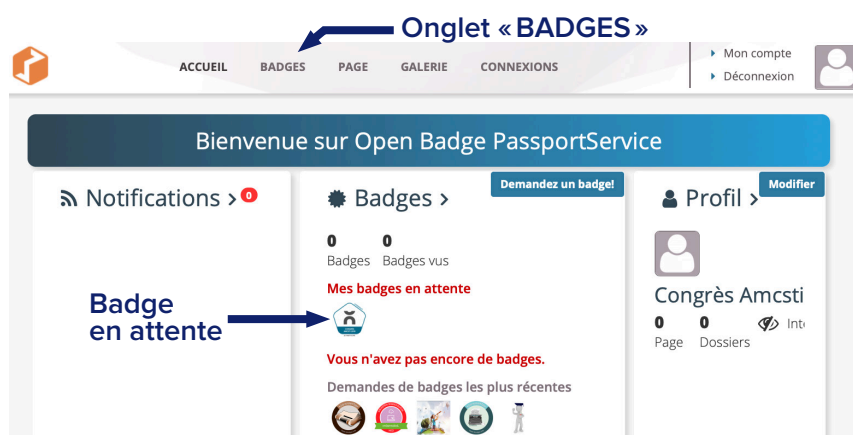 Onglet « BADGES »
ACCUEIL BADGES PAGE GALERIE CONNEXIONS
Mon compte
Déconnexion
Bienvenue sur Open Badge PassportService
Notifications > 0
Badges >
Demandez un badge!
0 0
Badges Badges vus
Mes badges en attente
Badge
en attente
Vous n'avez pas encore de badges.
Demandes de badges les plus récentes
Profil >
Modifier
Congrès Amcsti
0 0
Page Dossiers